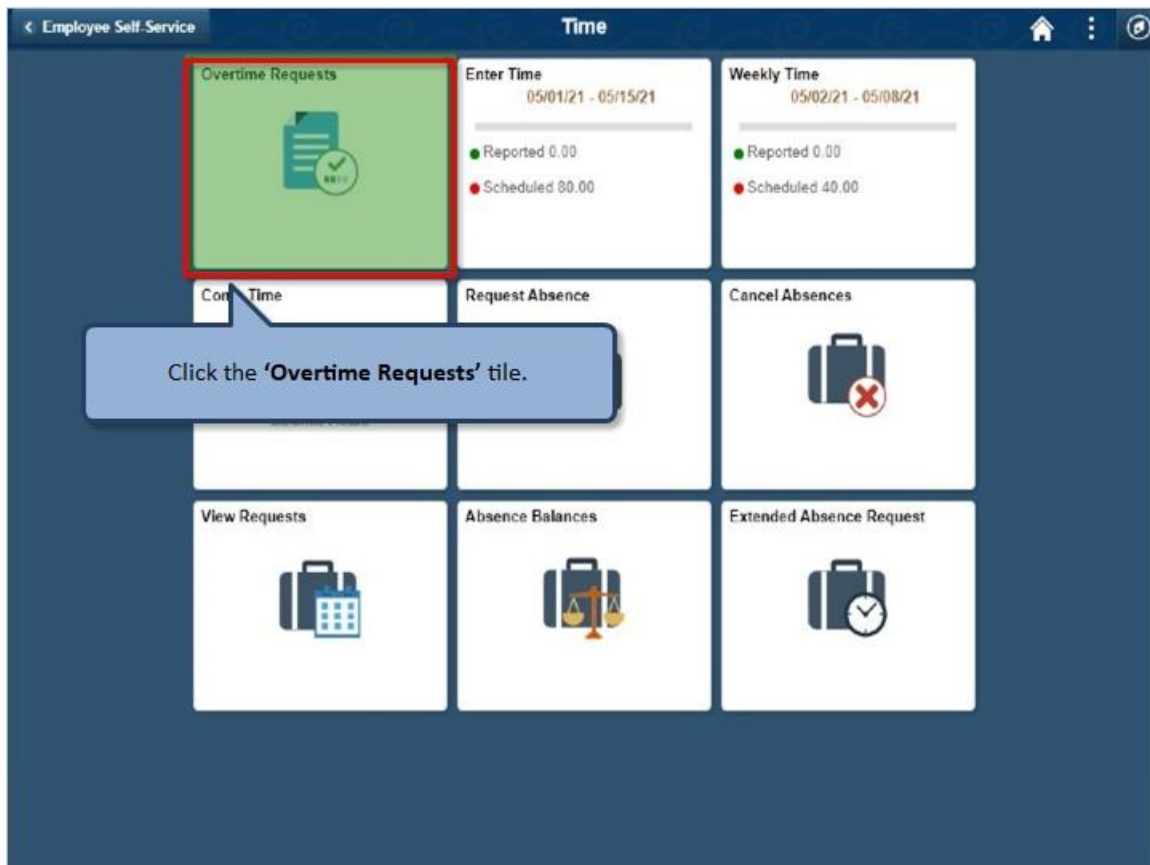 Employee Self-Service
Time
Overtime Requests
Enter Time
05/01/21 - 05/15/21
Reported 0.00
Scheduled 80.00
Weekly Time
05/02/21 - 05/08/21
Reported 0.00
Scheduled 40.00
Time
Request Absence
Cancel Absences
Click the ‘Overtime Requests’ tile.
View Requests
Absence Balances
Extended Absence Request